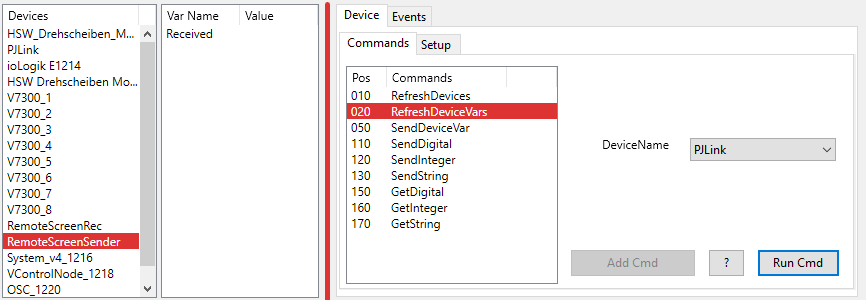 Devices
HSW_Drehscheiben_M...
PJLink
ioLogik E1214
HSW Drehscheiben Mo...
V7300_1
V7300_2
V7300_3
V7300_4
V7300_5
V7300_6
V7300_7
V7300_8
RemoteScreenRec
RemoteScreenSender
System_v4_1216
VControlNode_1218
OSC_1220
Var Name Value
Received
Device Events
Commands Setup
Pos Commands
010 RefreshDevices
020 RefreshDeviceVars
050 SendDeviceVar
110 SendDigital
120 SendInteger
130 SendString
150 GetDigital
160 GetInteger
170 GetString
DeviceName PJLink
Add Cmd ? Run Cmd